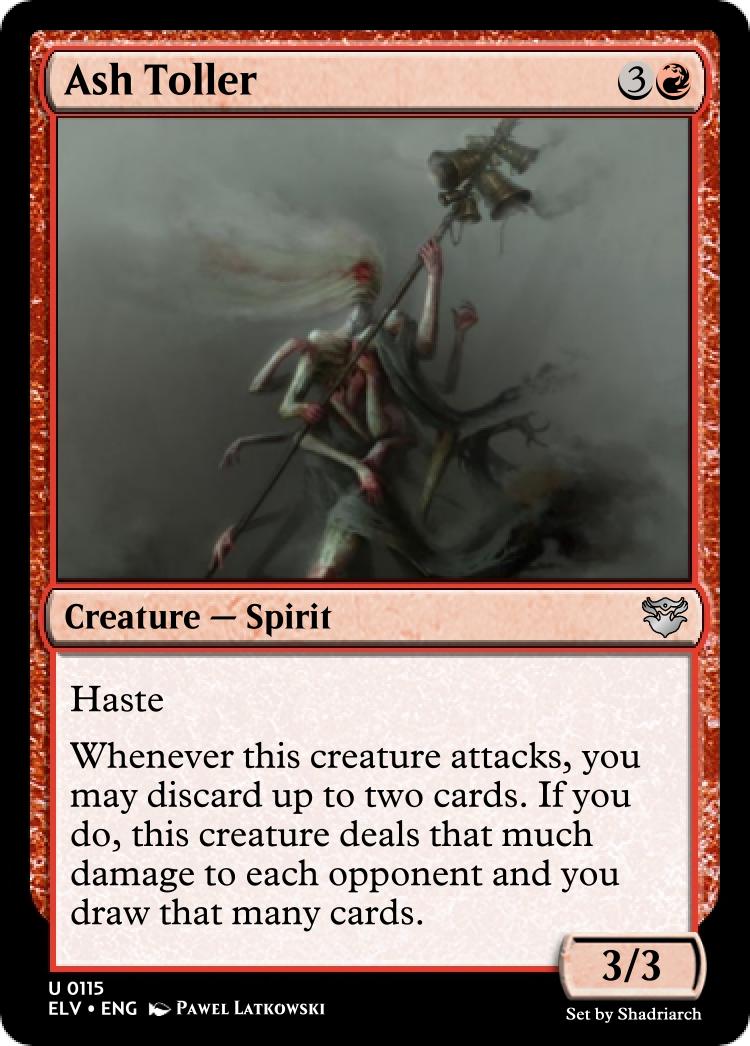 Ash Toller 3
Creature — Spirit
Haste
Whenever this creature attacks, you
may discard up to two cards. If you
do, this creature deals that much
damage to each opponent and you
draw that many cards.
3/3
U 0115
ELV • ENG Pawel Latkowski
Set by Shadriarch